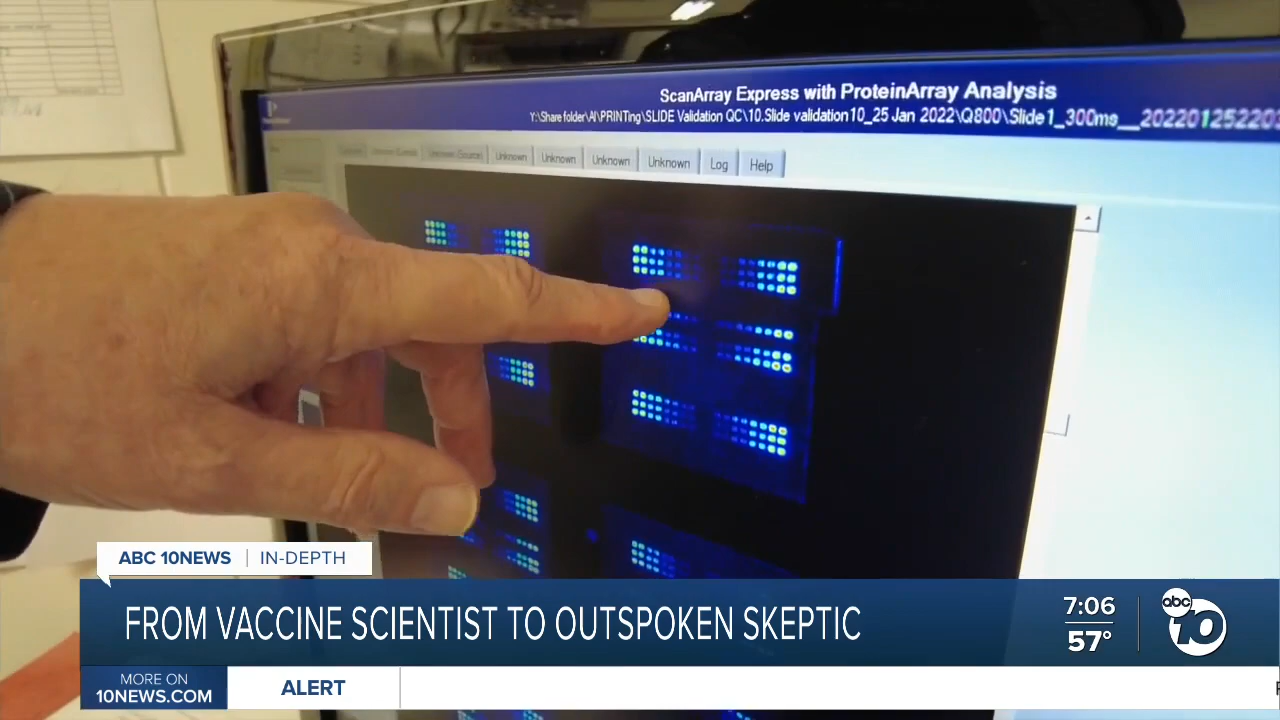 ScanArray Express with ProteinArray Analysis
Y:\Share folder\AI\PRINTing\SLIDE Validation QC\10.Slide validation10_25 Jan 2022\Q800\Slide1_300ms__2022012522
Unknown Unknown Unknown Unknown Log Help
ABC 10NEWS | IN-DEPTH
FROM VACCINE SCIENTIST TO OUTSPOKEN SKEPTIC
7:06
57°
abc
10
MORE ON
10NEWS.COM
ALERT